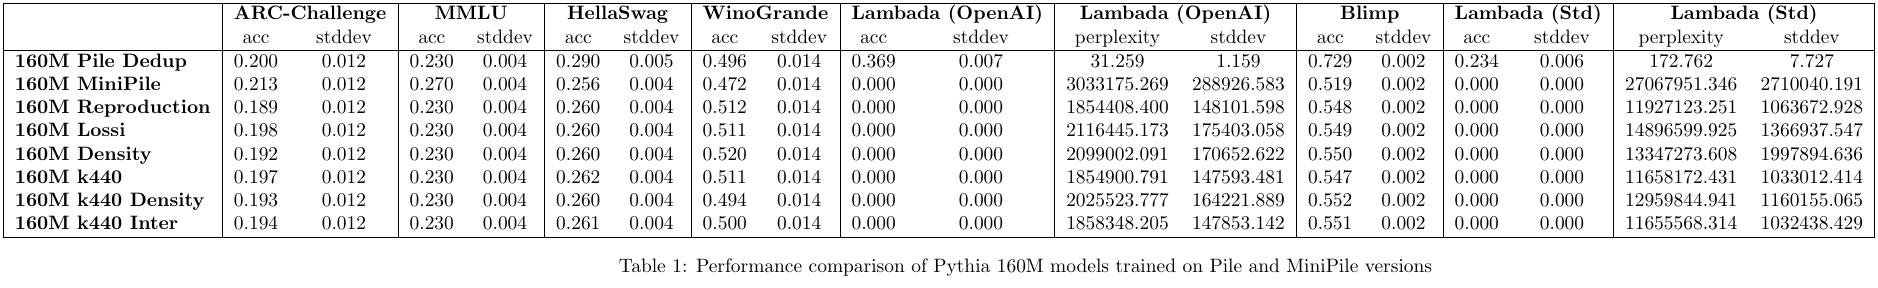 ARC-Challenge MMLU HellaSwag WinoGrande Lambada (OpenAI) Lambada (OpenAI) Blimp Lambada (Std) Lambada (Std)
acc stddev acc stddev acc stddev acc stddev acc stddev perplexity stddev acc stddev acc stddev perplexity stddev
160M Pile Dedup 0.200 0.012 0.230 0.004 0.290 0.005 0.496 0.014 0.369 0.007 31.259 1.159 0.729 0.002 0.234 0.006 172.762 7.727
160M MiniPile 0.213 0.012 0.270 0.004 0.256 0.004 0.472 0.014 0.000 0.000 3033175.269 288926.583 0.519 0.002 0.000 0.000 27067951.346 2710040.191
160M Reproduction 0.189 0.012 0.230 0.004 0.260 0.004 0.512 0.014 0.000 0.000 1854408.400 148101.598 0.548 0.002 0.000 0.000 11927123.251 1063672.928
160M Lossi 0.198 0.012 0.230 0.004 0.260 0.004 0.511 0.014 0.000 0.000 2116445.173 175403.058 0.549 0.002 0.000 0.000 14896599.925 1366937.547
160M Density 0.192 0.012 0.230 0.004 0.260 0.004 0.520 0.014 0.000 0.000 2099002.091 170652.622 0.550 0.002 0.000 0.000 13347273.608 1997894.636
160M k440 0.197 0.012 0.230 0.004 0.262 0.004 0.511 0.014 0.000 0.000 1854900.791 147593.481 0.547 0.002 0.000 0.000 11658172.431 1033012.414
160M k440 Density 0.193 0.012 0.230 0.004 0.260 0.004 0.494 0.014 0.000 0.000 2025523.777 164221.889 0.552 0.002 0.000 0.000 12959844.941 1160155.065
160M k440 Inter 0.194 0.012 0.230 0.004 0.261 0.004 0.500 0.014 0.000 0.000 1858348.205 147853.142 0.551 0.002 0.000 0.000 11655568.314 1032438.429
Table 1: Performance comparison of Pythia 160M models trained on Pile and MiniPile versions